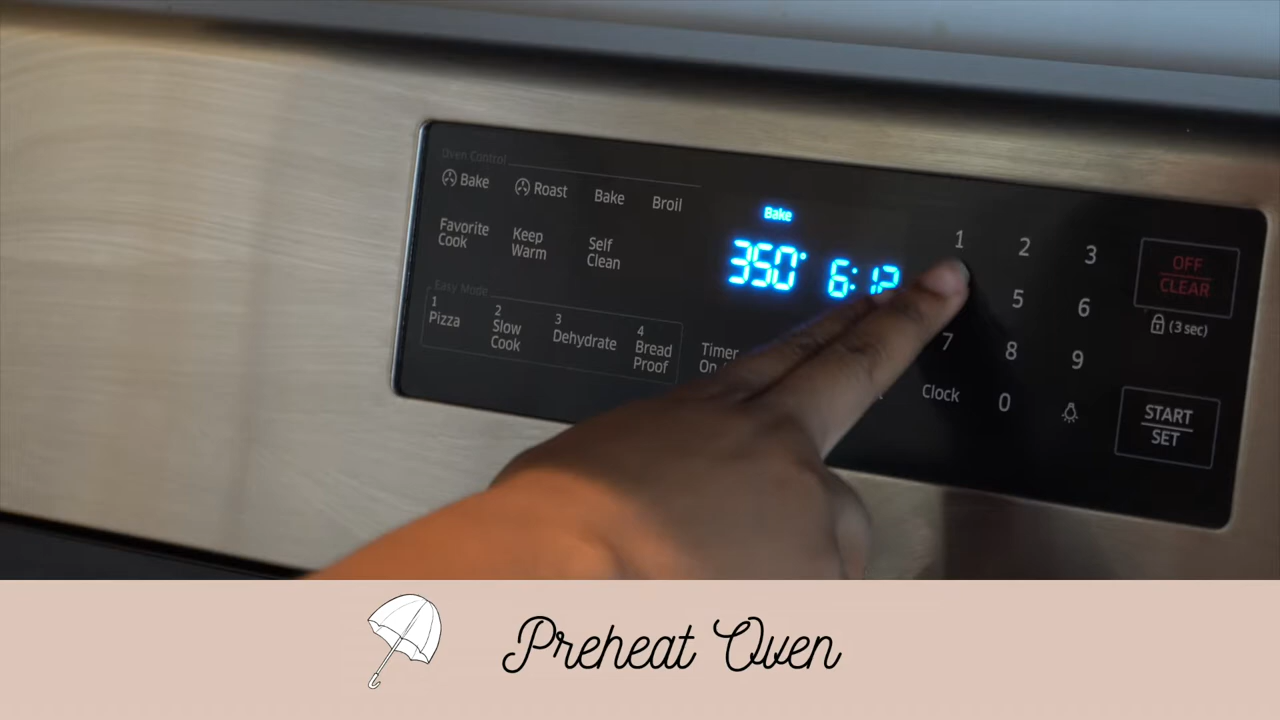 Oven Control
Bake Roast Bake Broil
Favorite Cook Keep Warm Self Clean
Easy Mode
1 Pizza
2 Slow Cook
3 Dehydrate
4 Bread Proof
Timer
Bake
350° 6:12
1 2 3
5 6
7 8 9
Clock 0
OFF
CLEAR
(3 sec)
START
SET
Preheat Oven